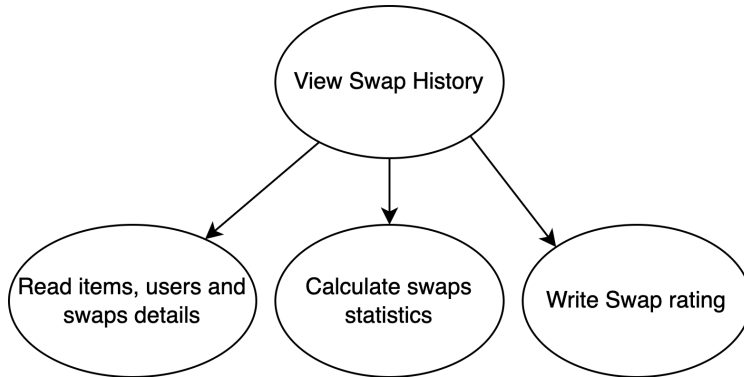 View Swap History
Read items, users and
swaps details
Calculate swaps
statistics
Write Swap rating